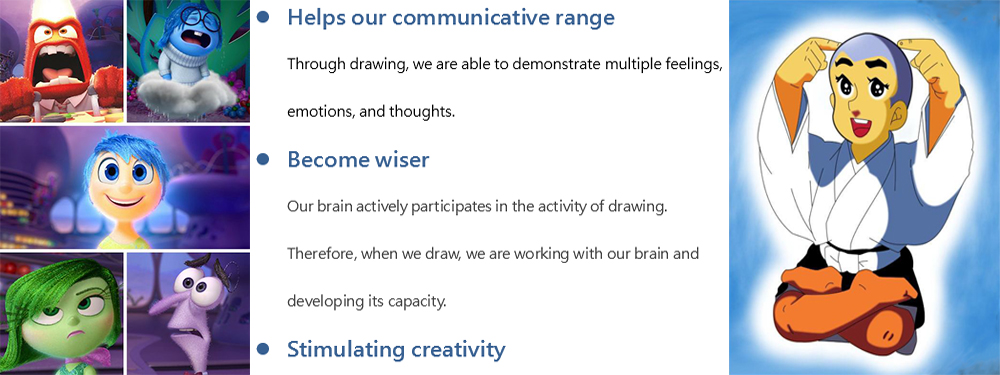 Helps our communicative range
Through drawing, we are able to demonstrate multiple feelings,
emotions, and thoughts.
Become wiser
Our brain actively participates in the activity of drawing.
Therefore, when we draw, we are working with our brain and
developing its capacity.
Stimulating creativity